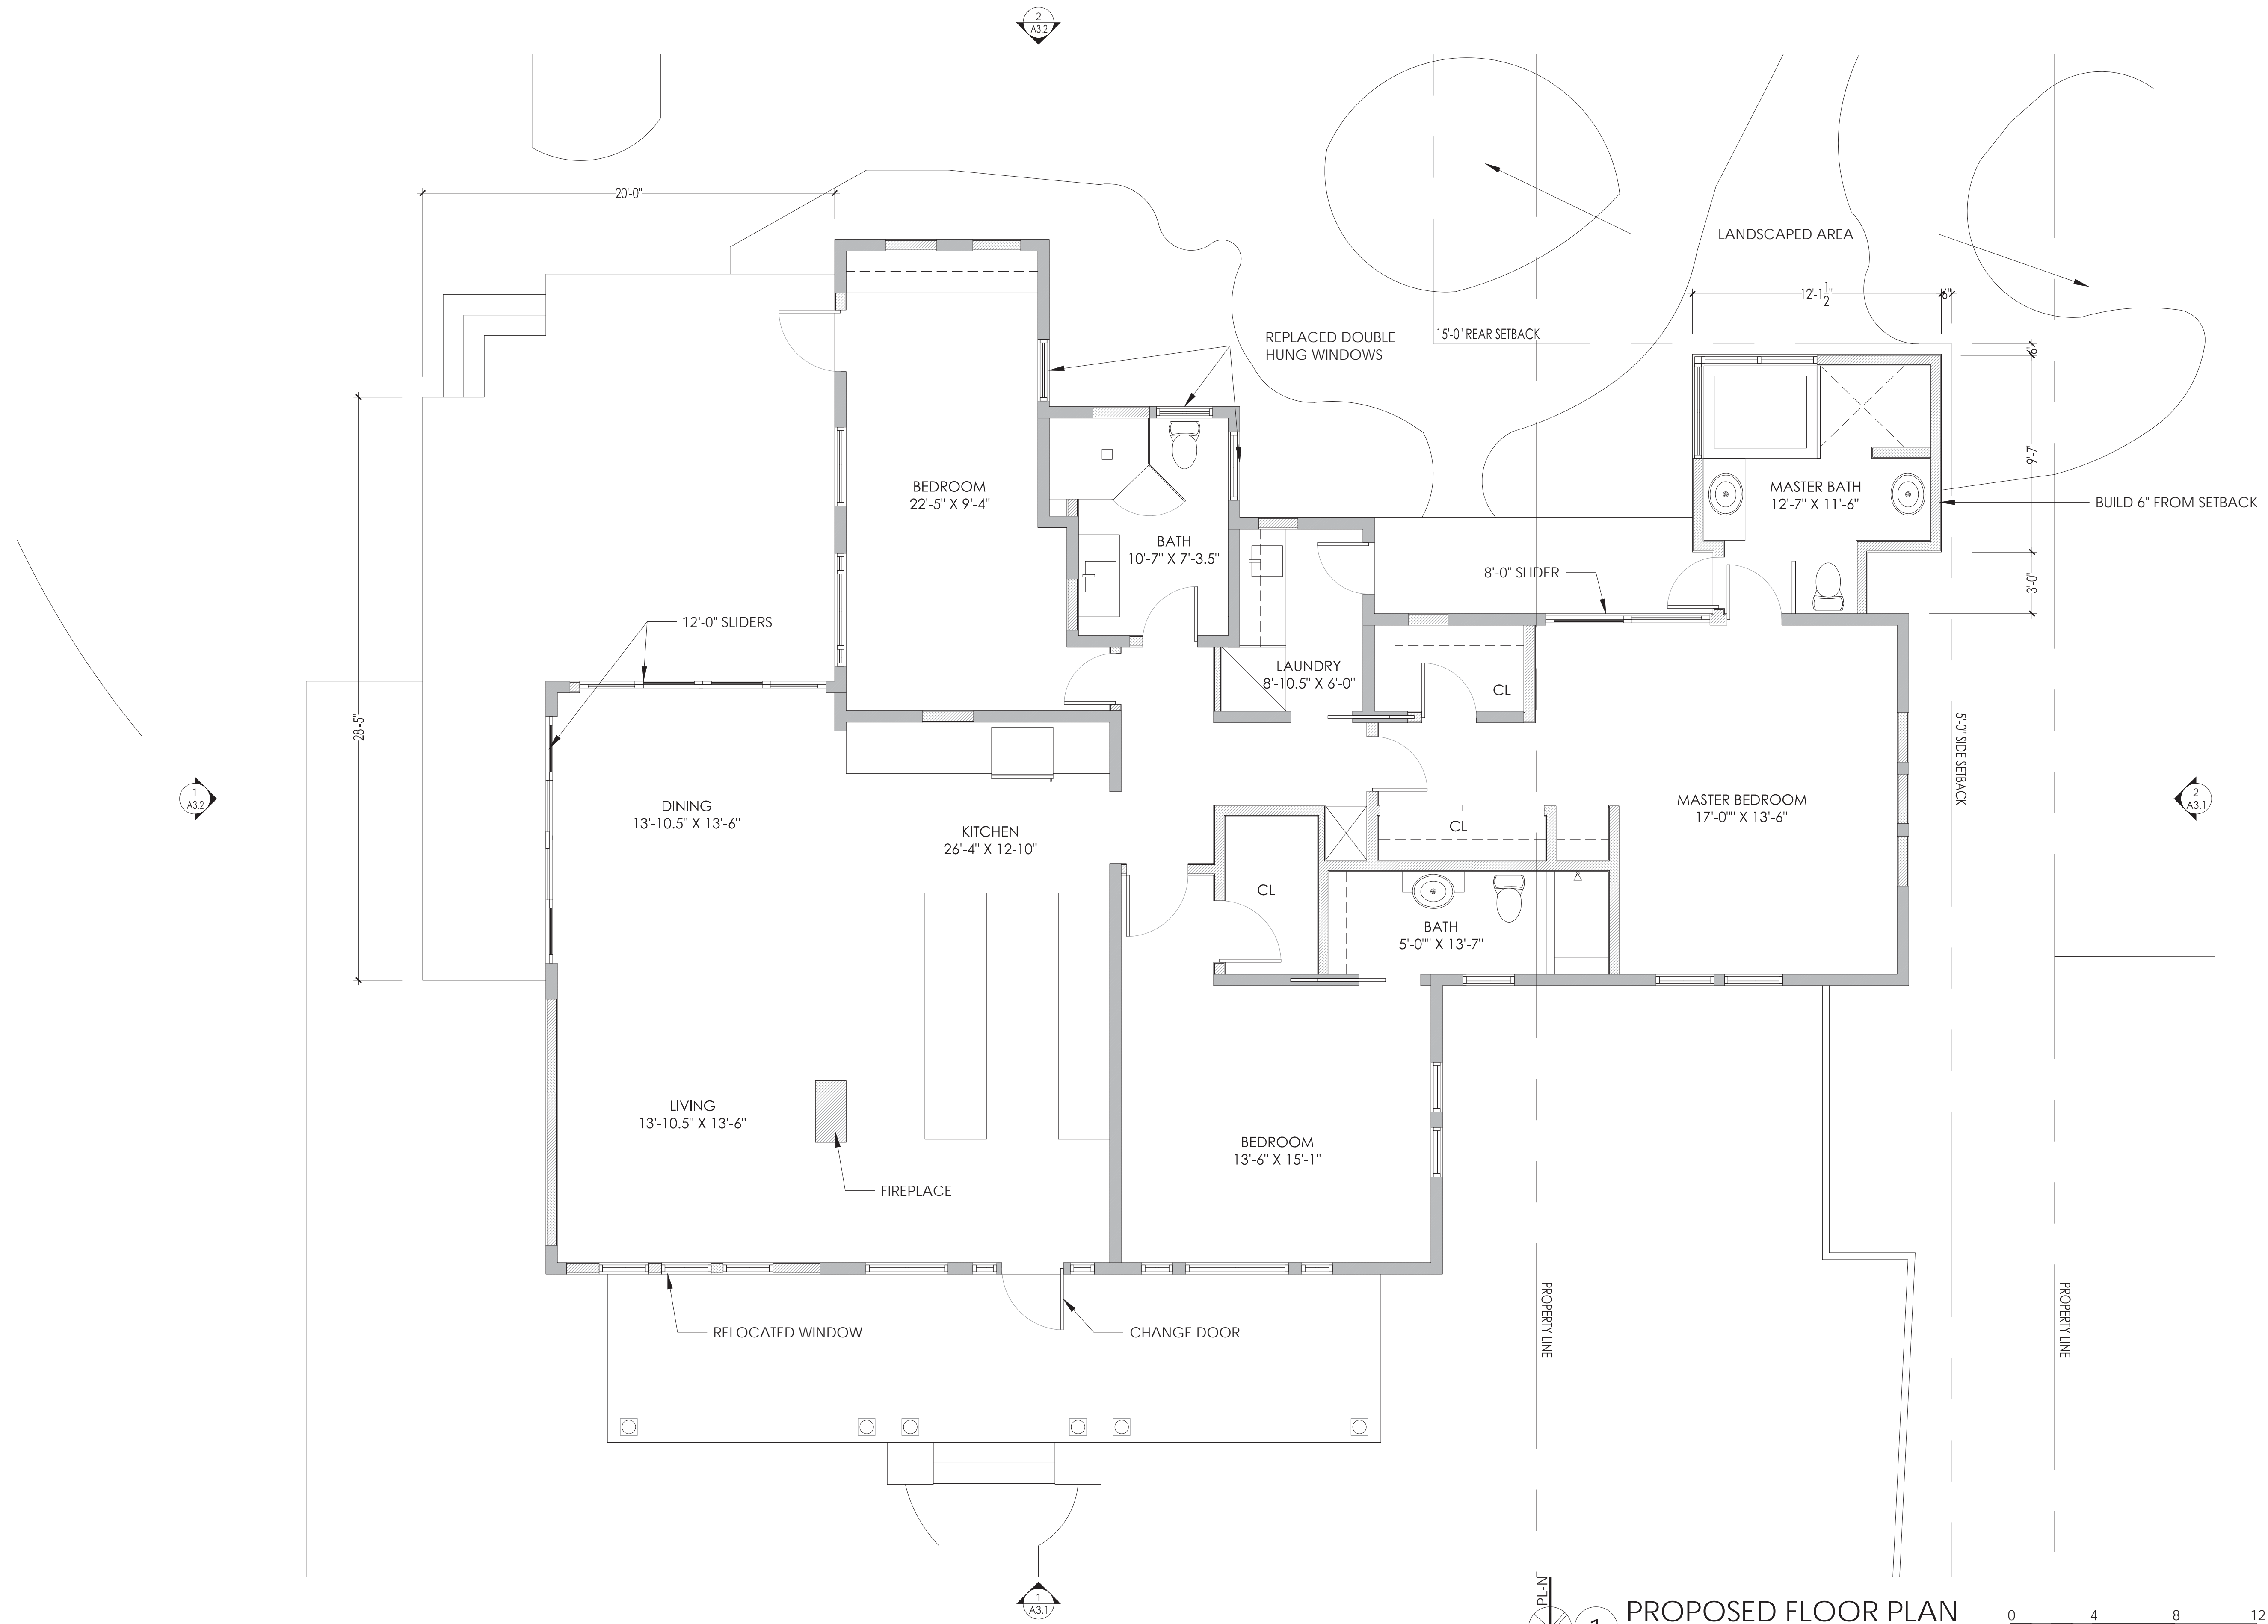 2
A3.2
20'-0"
LANDSCAPED AREA
12'-1 1/2"
6"
REPLACED DOUBLE
HUNG WINDOWS
15'-0" REAR SETBACK
6"
9'-7"
BEDROOM
22'-5" X 9'-4"
MASTER BATH
12'-7" X 11'-6"
BUILD 6" FROM SETBACK
BATH
10'-7" X 7'-3.5"
8'-0" SLIDER
3'-0"
12'-0" SLIDERS
LAUNDRY
8'-10.5" X 6'-0"
CL
28'-5"
5'-0" SIDE SETBACK
1
A3.2
2
A3.1
DINING
13'-10.5" X 13'-6"
MASTER BEDROOM
17'-0"" X 13'-6"
KITCHEN
26'-4" X 12-10"
CL
CL
BATH
5'-0"" X 13'-7"
LIVING
13'-10.5" X 13'-6"
BEDROOM
13'-6" X 15'-1"
FIREPLACE
RELOCATED WINDOW
CHANGE DOOR
PROPERTY LINE
PROPERTY LINE
1
A3.1
PL-N
1
PROPOSED FLOOR PLAN
0 4 8 12